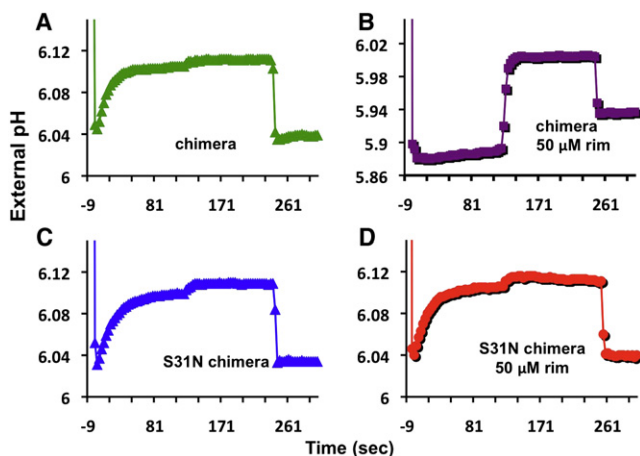 A
B
6.12
6.08
6.04
6
chimera
-9 81 171 261
6.02
5.98
5.94
5.9
5.86
chimera
50 µM rim
-9 81 171 261
External pH
C
D
6.12
6.08
6.04
6
S31N chimera
-9 81 171 261
6.12
6.08
6.04
6
S31N chimera
50 µM rim
-9 81 171 261
Time (sec)